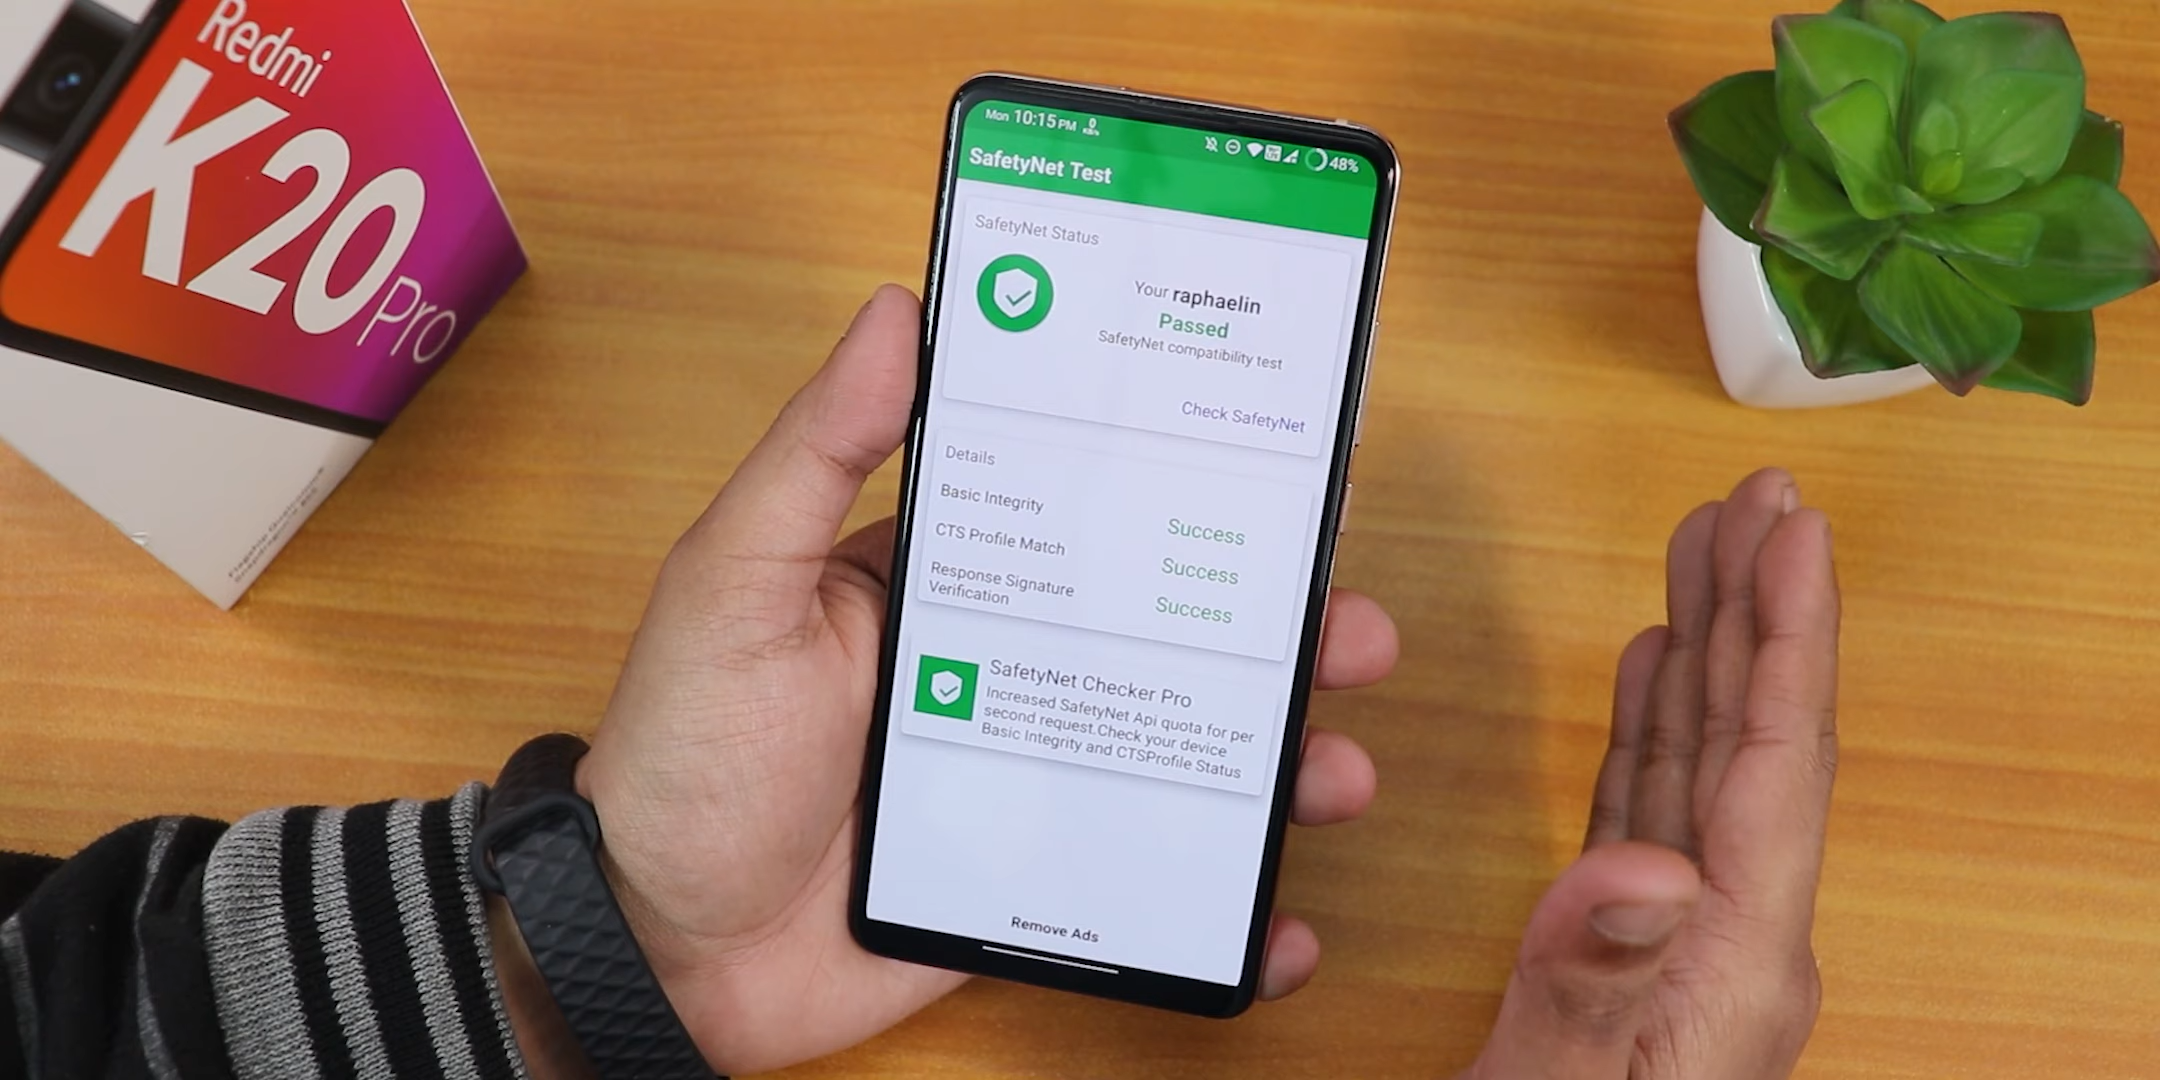 Redmi
K20
Pro
Mon 10:15 PM 0 KB/s
48%
SafetyNet Test
SafetyNet Status
Your raphaelin
Passed
SafetyNet compatibility test
Check SafetyNet
Details
Basic Integrity Success
CTS Profile Match Success
Response Signature
Verification Success
SafetyNet Checker Pro
Increased SafetyNet Api quota for per
second request.Check your device
Basic Integrity and CTSProfile Status
Remove Ads